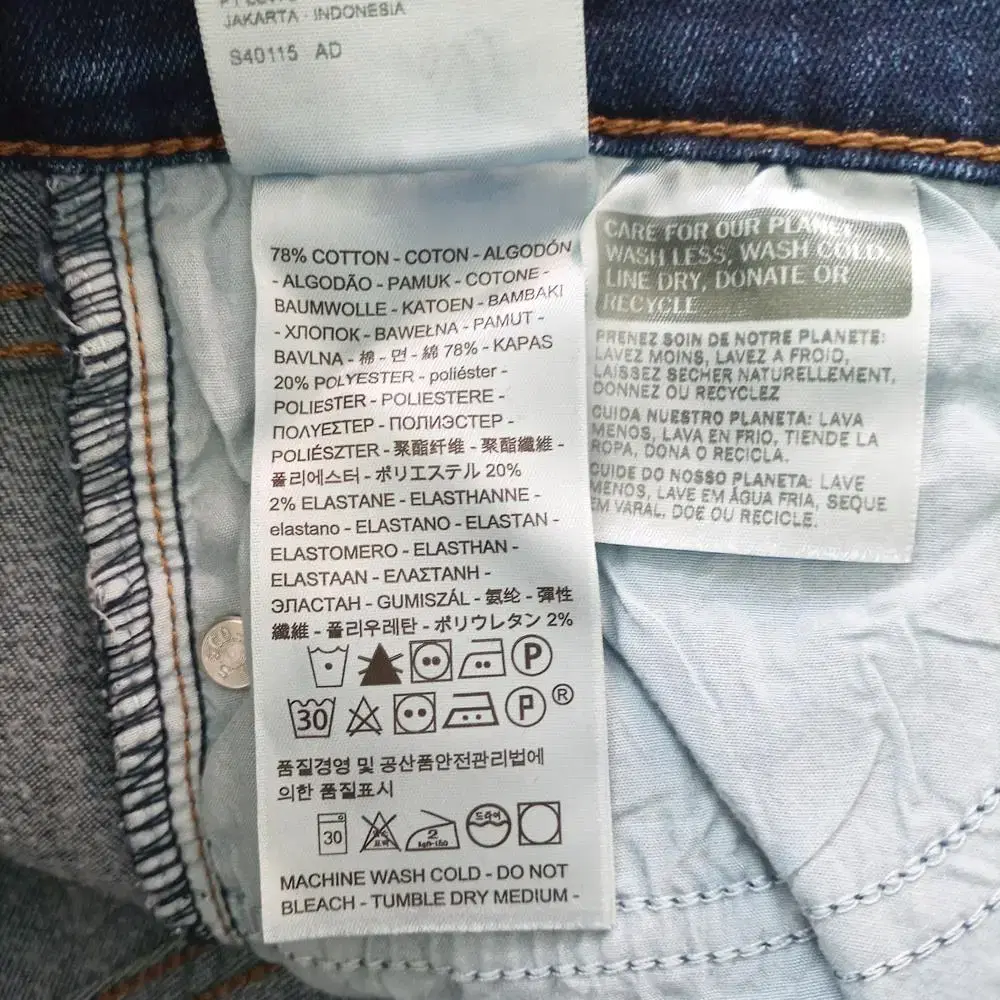 JAKARTA - INDONESIA
S40115 AD
78% COTTON - COTON - ALGODÓN
- ALGODÃO - PAMUK - COTONE -
BAUMWOLLE - KATOEN - BAMBAKI
- ХЛОПОК - BAWEŁNA - PAMUT -
BAVLNA - 棉 - 면 - 綿 78% - KAPAS
20% POLYESTER - poliéster -
POLIESTER - POLIESTERE -
ΠΟΛΥΕΣΤΕΡ - ПОЛИЭСТЕР -
POLIÉSZTER - 聚酯纤维 - 聚酯纖維 -
폴리에스터 - ポリエステル 20%
2% ELASTANE - ELASTHANNE -
elastano - ELASTANO - ELASTAN -
ELASTOMERO - ELASTHAN -
ELASTAAN - ΕΛΑΣΤΑΝΗ -
ЭЛАСТАН - GUMISZÁL - 氨纶 - 彈性
纖維 - 폴리우레탄 - ポリウレタン 2%
P
30 P ®
품질경영 및 공산품안전관리법에
의한 품질표시
30 2 드라이
MACHINE WASH COLD - DO NOT
BLEACH - TUMBLE DRY MEDIUM -
CARE FOR OUR PLANET
WASH LESS, WASH COLD,
LINE DRY, DONATE OR
RECYCLE
PRENEZ SOIN DE NOTRE PLANETE:
LAVEZ MOINS, LAVEZ A FROID,
LAISSEZ SECHER NATURELLEMENT,
DONNEZ OU RECYCLEZ
CUIDA NUESTRO PLANETA: LAVA
MENOS, LAVA EN FRIO, TIENDE LA
ROPA, DONA O RECICLA.
CUIDE DO NOSSO PLANETA: LAVE
MENOS, LAVE EM ÁGUA FRIA, SEQUE
EM VARAL, DOE OU RECICLE.